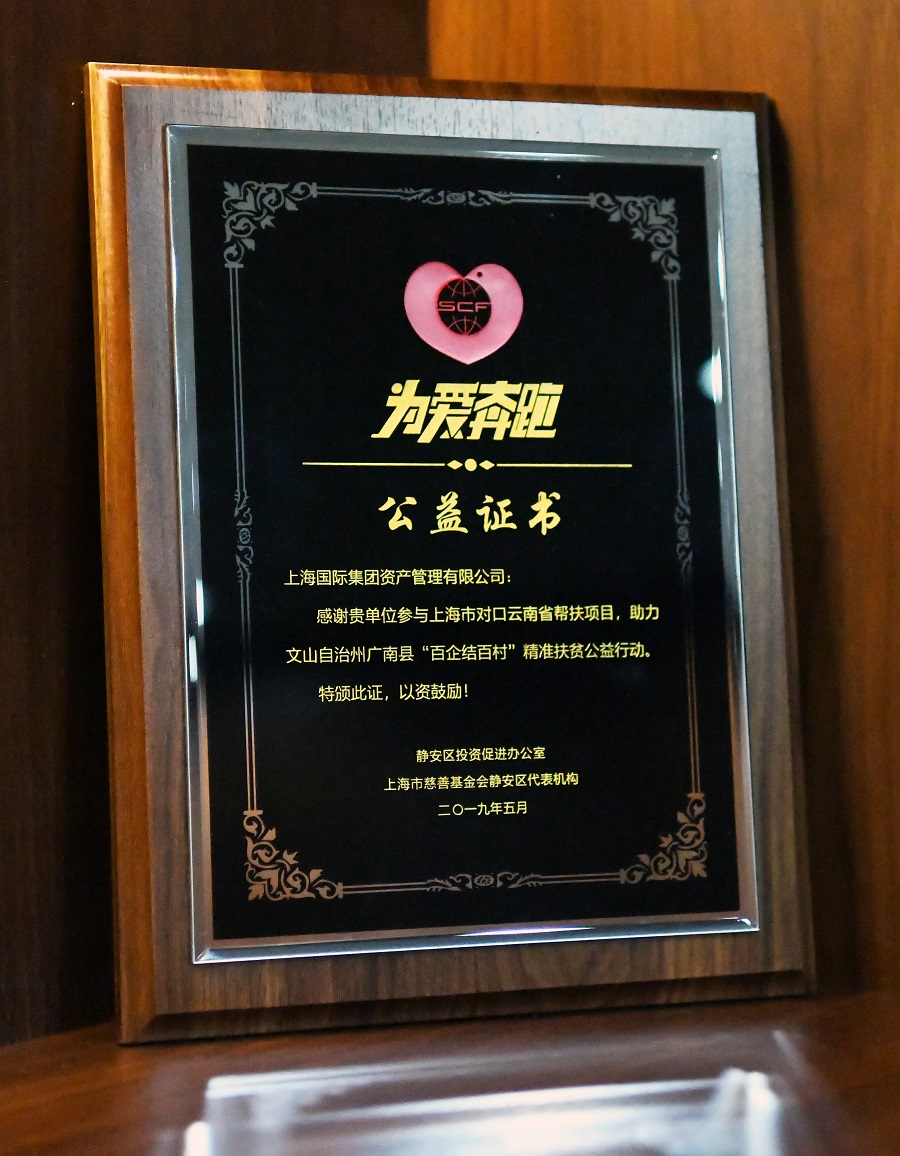 SCF
为爱奔跑
公益证书
上海国际集团资产管理有限公司：
感谢贵单位参与上海市对口云南省帮扶项目，助力
文山自治州广南县“百企结百村”精准扶贫公益行动。
特颁此证，以资鼓励！
静安区投资促进办公室
上海市慈善基金会静安区代表机构
二〇一九年五月